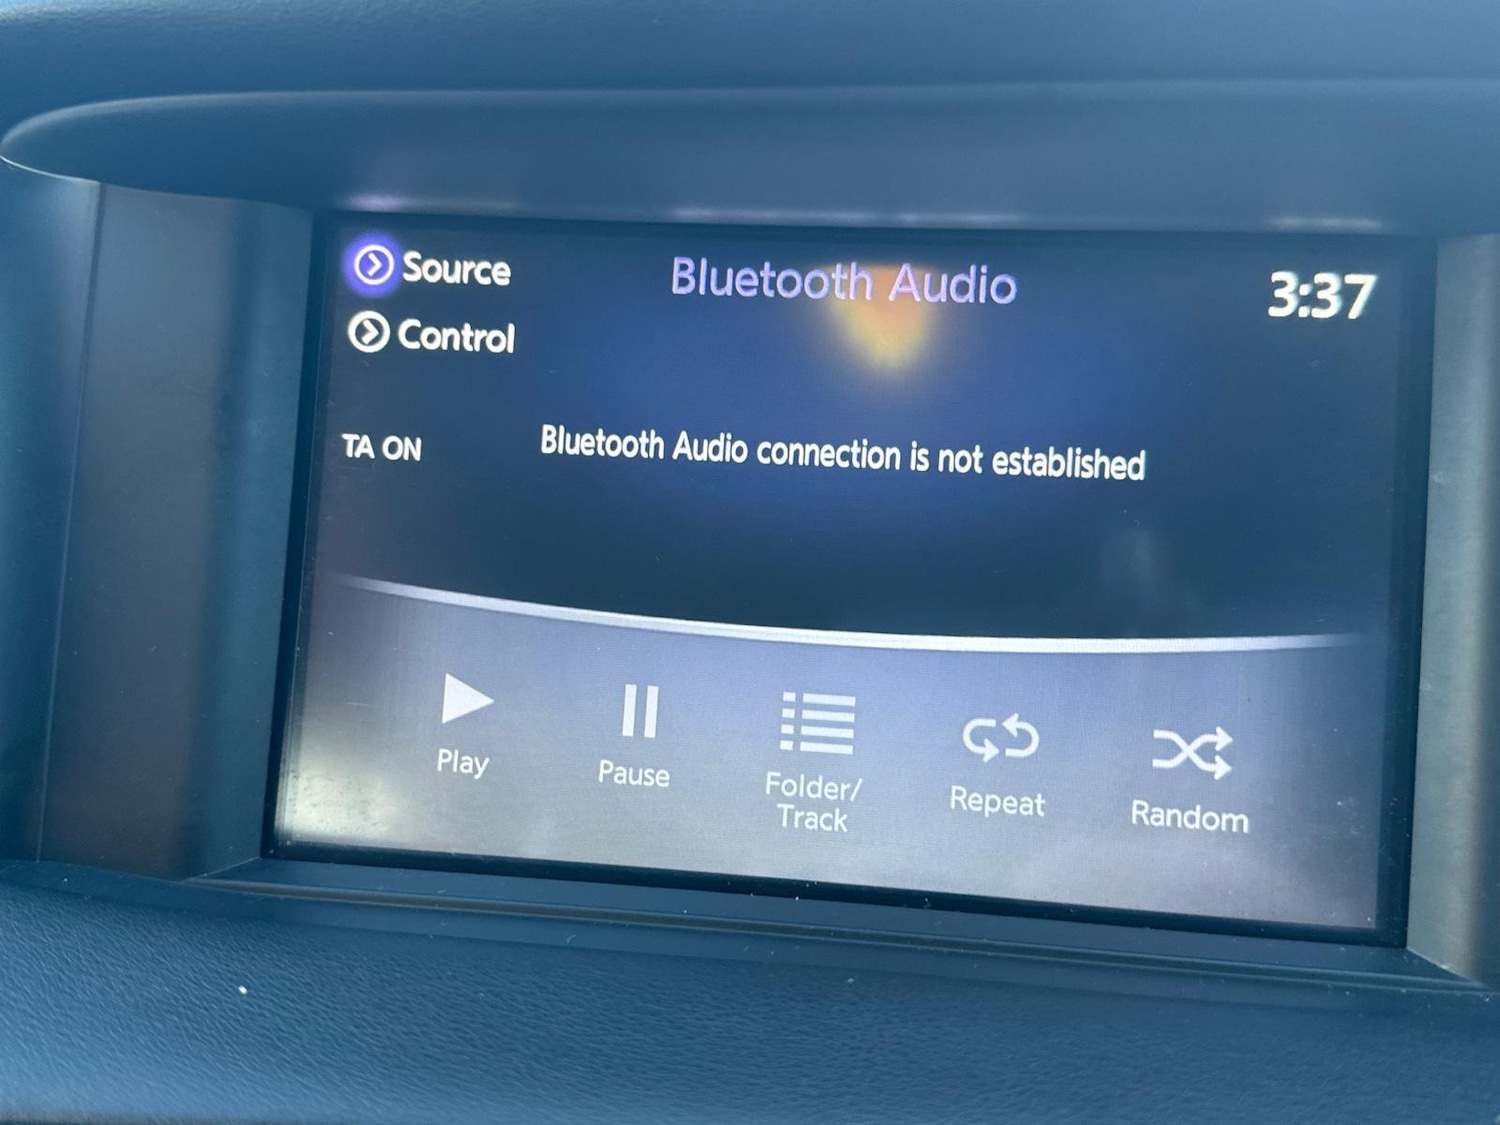 Source
Bluetooth Audio
3:37
Control
TA ON
Bluetooth Audio connection is not established
Play
Pause
Folder/
Track
Repeat
Random